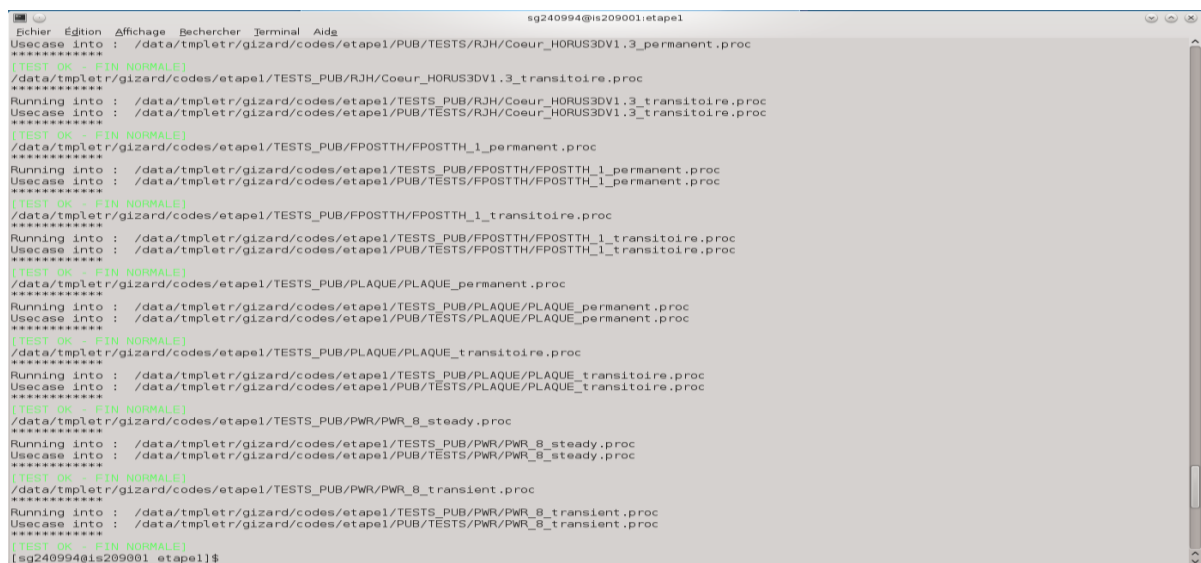 sg240994@is209001:etape1
Fichier Édition Affichage Rechercher Terminal Aide
Usecase into :  /data/tmpletr/gizard/codes/etape1/PUB/TESTS/RJH/Coeur_HORUS3DV1.3_permanent.proc
************
[TEST OK - FIN NORMALE]
/data/tmpletr/gizard/codes/etape1/TESTS_PUB/RJH/Coeur_HORUS3DV1.3_transitoire.proc
************
Running into :  /data/tmpletr/gizard/codes/etape1/TESTS_PUB/RJH/Coeur_HORUS3DV1.3_transitoire.proc
Usecase into :  /data/tmpletr/gizard/codes/etape1/PUB/TESTS/RJH/Coeur_HORUS3DV1.3_transitoire.proc
************
[TEST OK - FIN NORMALE]
/data/tmpletr/gizard/codes/etape1/TESTS_PUB/FPOSTTH/FPOSTTH_1_permanent.proc
************
Running into :  /data/tmpletr/gizard/codes/etape1/TESTS_PUB/FPOSTTH/FPOSTTH_1_permanent.proc
Usecase into :  /data/tmpletr/gizard/codes/etape1/PUB/TESTS/FPOSTTH/FPOSTTH_1_permanent.proc
************
[TEST OK - FIN NORMALE]
/data/tmpletr/gizard/codes/etape1/TESTS_PUB/FPOSTTH/FPOSTTH_1_transitoire.proc
************
Running into :  /data/tmpletr/gizard/codes/etape1/TESTS_PUB/FPOSTTH/FPOSTTH_1_transitoire.proc
Usecase into :  /data/tmpletr/gizard/codes/etape1/PUB/TESTS/FPOSTTH/FPOSTTH_1_transitoire.proc
************
[TEST OK - FIN NORMALE]
/data/tmpletr/gizard/codes/etape1/TESTS_PUB/PLAQUE/PLAQUE_permanent.proc
************
Running into :  /data/tmpletr/gizard/codes/etape1/TESTS_PUB/PLAQUE/PLAQUE_permanent.proc
Usecase into :  /data/tmpletr/gizard/codes/etape1/PUB/TESTS/PLAQUE/PLAQUE_permanent.proc
************
[TEST OK - FIN NORMALE]
/data/tmpletr/gizard/codes/etape1/TESTS_PUB/PLAQUE/PLAQUE_transitoire.proc
************
Running into :  /data/tmpletr/gizard/codes/etape1/TESTS_PUB/PLAQUE/PLAQUE_transitoire.proc
Usecase into :  /data/tmpletr/gizard/codes/etape1/PUB/TESTS/PLAQUE/PLAQUE_transitoire.proc
************
[TEST OK - FIN NORMALE]
/data/tmpletr/gizard/codes/etape1/TESTS_PUB/PWR/PWR_8_steady.proc
************
Running into :  /data/tmpletr/gizard/codes/etape1/TESTS_PUB/PWR/PWR_8_steady.proc
Usecase into :  /data/tmpletr/gizard/codes/etape1/PUB/TESTS/PWR/PWR_8_steady.proc
************
[TEST OK - FIN NORMALE]
/data/tmpletr/gizard/codes/etape1/TESTS_PUB/PWR/PWR_8_transient.proc
************
Running into :  /data/tmpletr/gizard/codes/etape1/TESTS_PUB/PWR/PWR_8_transient.proc
Usecase into :  /data/tmpletr/gizard/codes/etape1/PUB/TESTS/PWR/PWR_8_transient.proc
************
[TEST OK - FIN NORMALE]
[sg240994@is209001 etape1]$